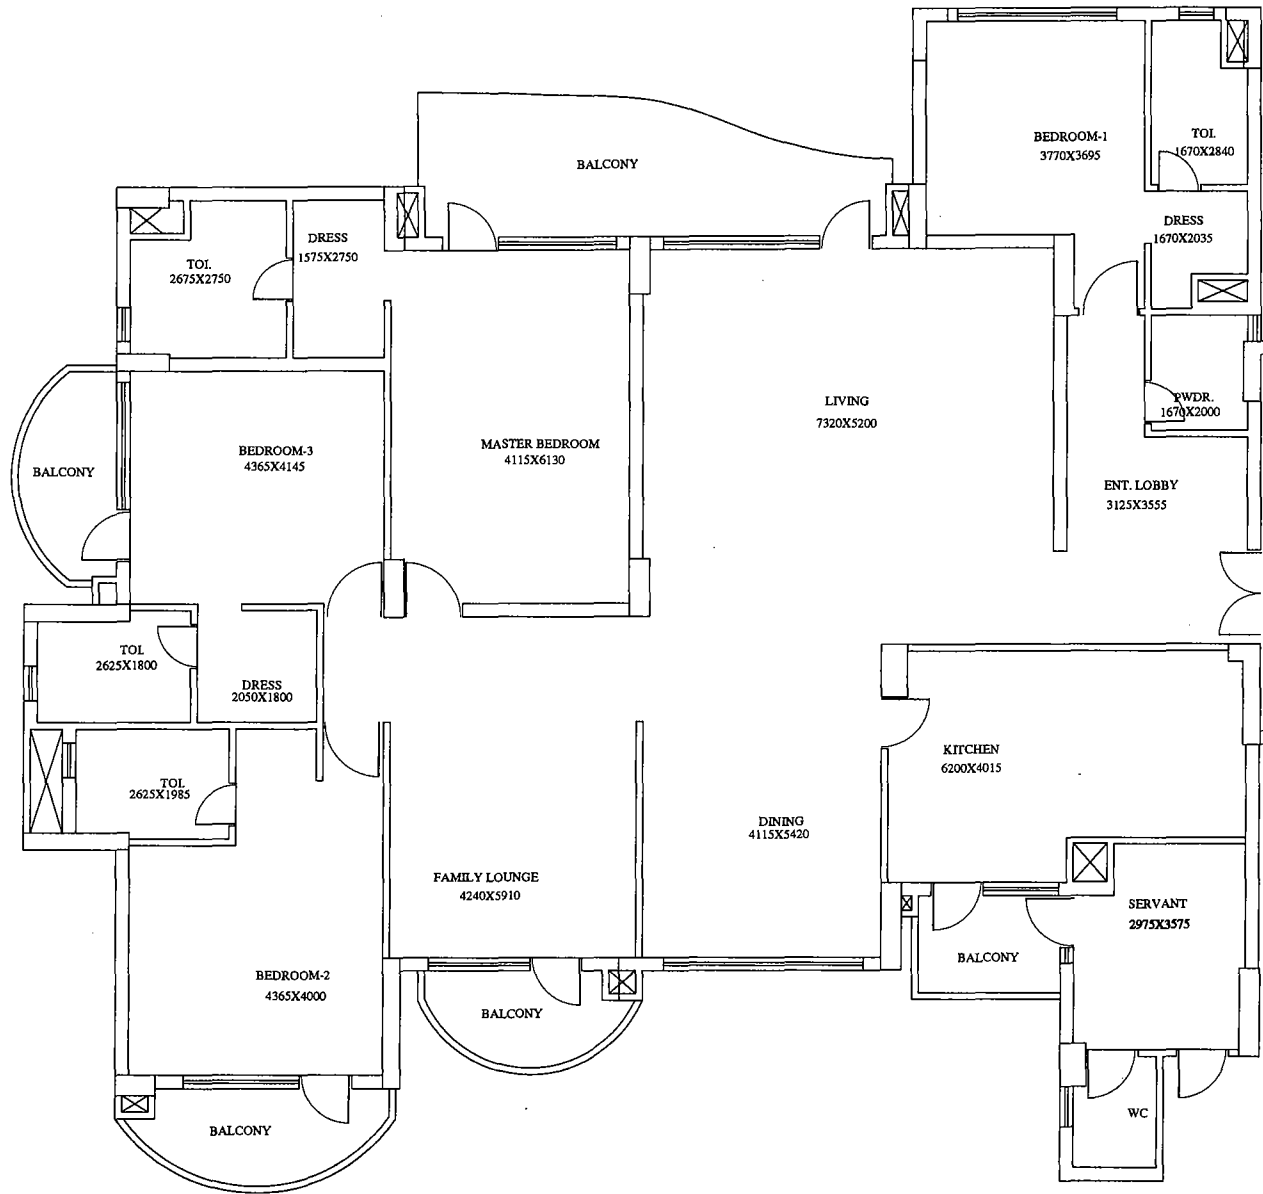 BEDROOM-1
3770X3695
TOI.
1670X2840
BALCONY
DRESS
1670X2035
DRESS
1575X2750
TOI.
2675X2750
PWDR.
1670X2000
LIVING
7320X5200
MASTER BEDROOM
4115X6130
BEDROOM-3
4365X4145
BALCONY
ENT. LOBBY
3125X3555
TOI.
2625X1800
DRESS
2050X1800
KITCHEN
6200X4015
TOI.
2625X1985
DINING
4115X5420
FAMILY LOUNGE
4240X5910
SERVANT
2975X3575
BALCONY
BEDROOM-2
4365X4000
BALCONY
WC
BALCONY